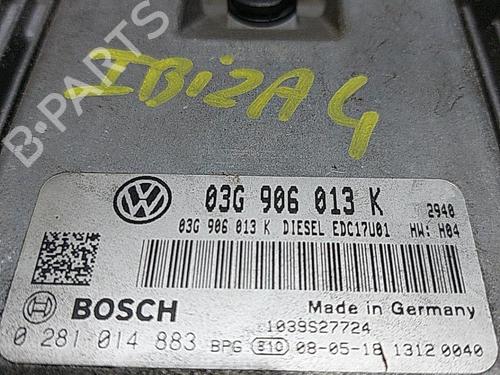 IBIZA 4
B-PARTS
03G 906 013 K 2940
03G 906 013 K DIESEL EDC17U01 HW: H04
BOSCH Made in Germany
1039S27724
0 281 014 883 BPG 810 08-05-18 1312 0040